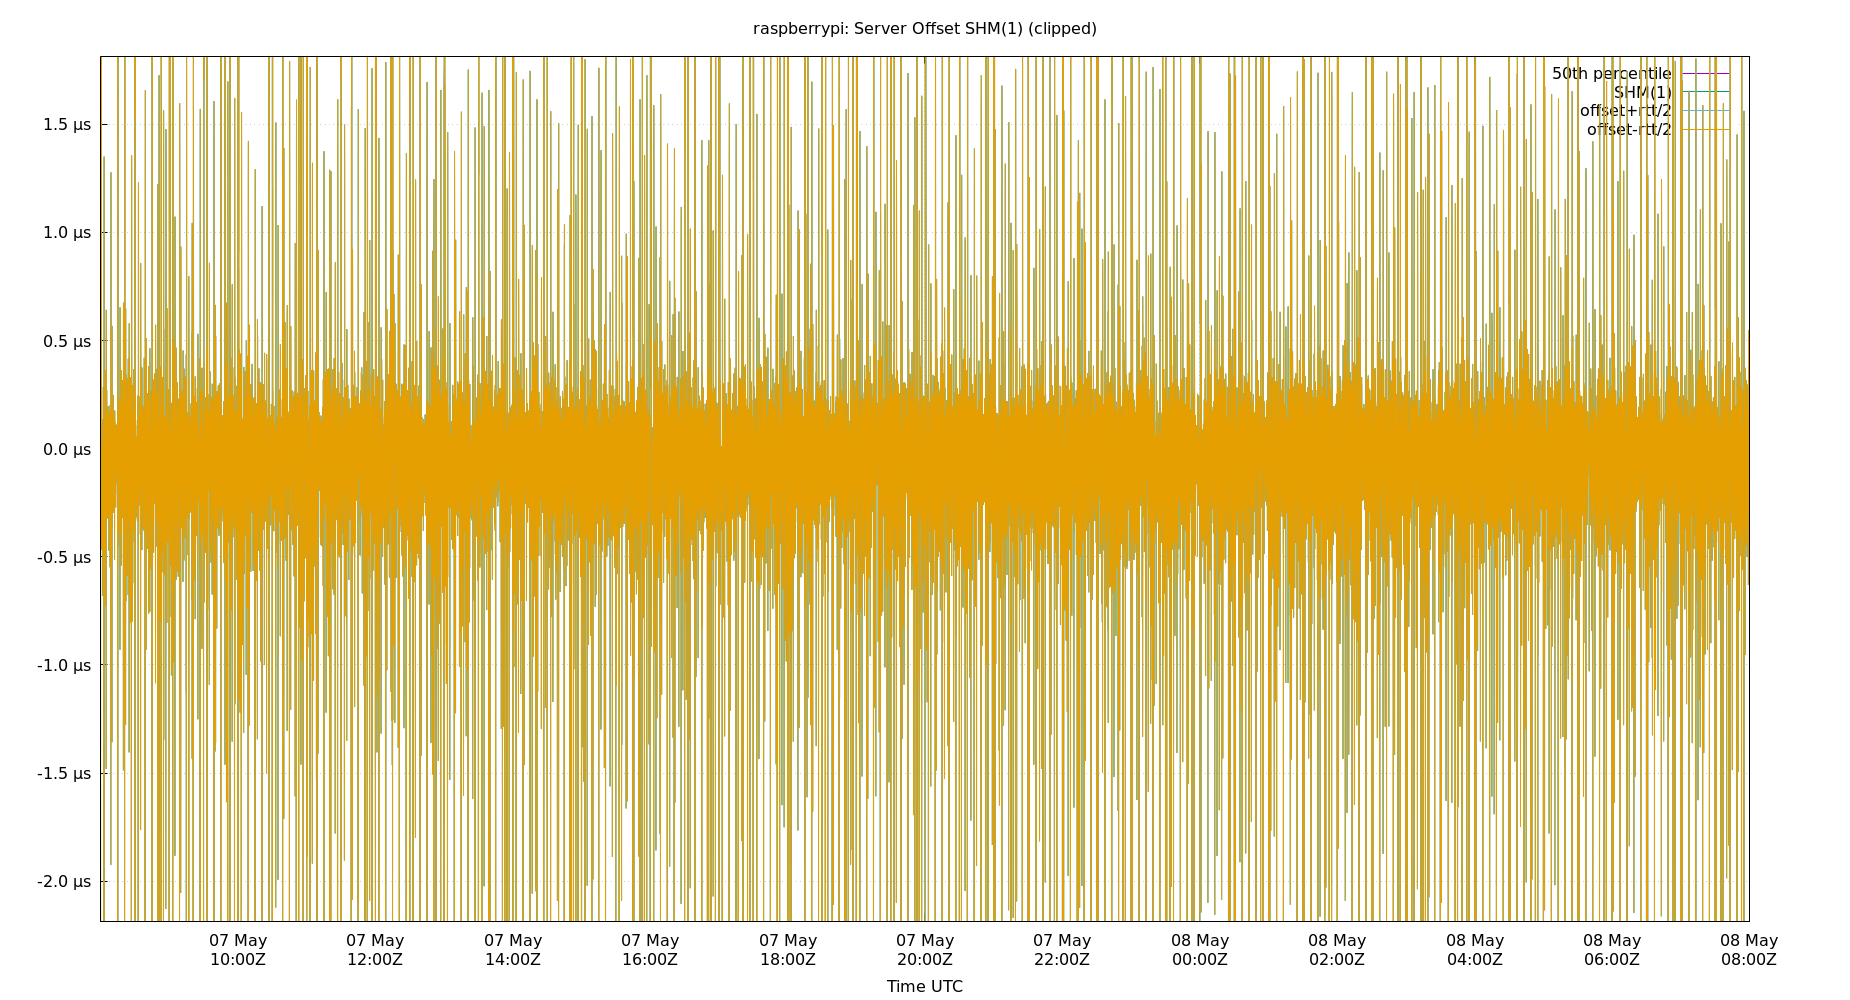 raspberrypi: Server Offset SHM(1) (clipped)
50th percentile
SHM(1)
offset+rtt/2
offset-rtt/2
1.5 µs
1.0 µs
0.5 µs
0.0 µs
-0.5 µs
-1.0 µs
-1.5 µs
-2.0 µs
07 May 07 May 07 May 07 May 07 May 07 May 07 May 08 May 08 May 08 May 08 May 08 May
10:00Z 12:00Z 14:00Z 16:00Z 18:00Z 20:00Z 22:00Z 00:00Z 02:00Z 04:00Z 06:00Z 08:00Z
Time UTC